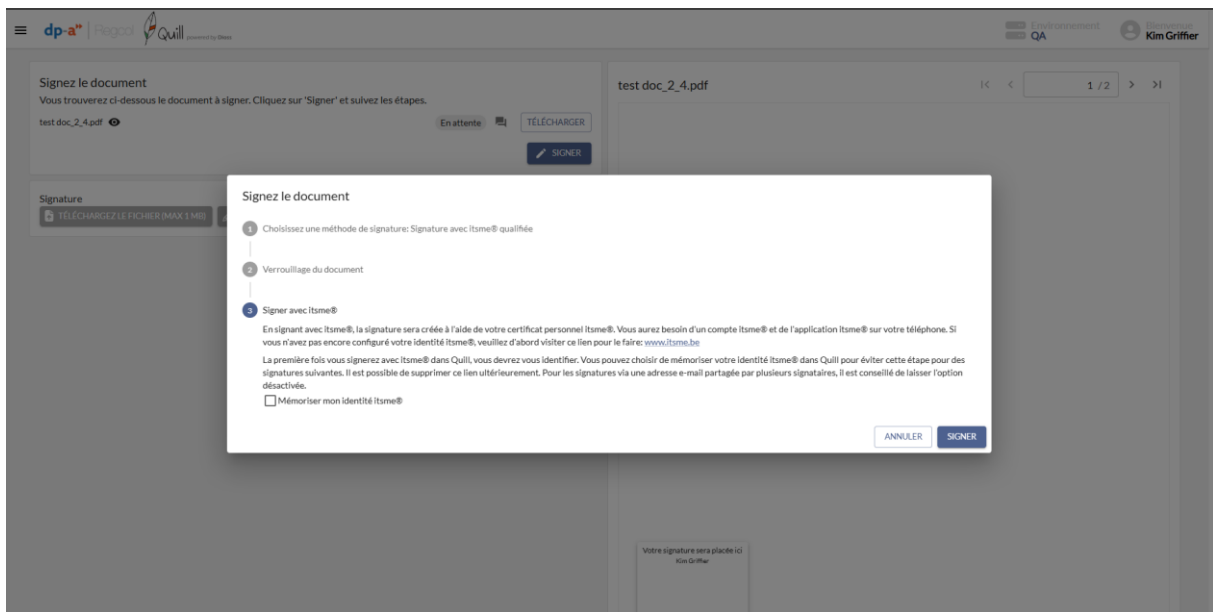 dp-a
Regool
Quill powered by Dioss
Environnement
QA
Bienvenue
Kim Griffier
Signez le document
Vous trouverez ci-dessous le document à signer. Cliquez sur 'Signer' et suivez les étapes.
test doc_2_4.pdf
En attente
TÉLÉCHARGER
SIGNER
Signature
TÉLÉCHARGEZ LE FICHIER (MAX 1 MB)
test doc_2_4.pdf
1 / 2
Signez le document
1 Choisissez une méthode de signature: Signature avec itsme® qualifiée
2 Verrouillage du document
3 Signer avec itsme®
En signant avec itsme®, la signature sera créée à l'aide de votre certificat personnel itsme®. Vous aurez besoin d'un compte itsme® et de l'application itsme® sur votre téléphone. Si
vous n'avez pas encore configuré votre identité itsme®, veuillez d'abord visiter ce lien pour le faire: www.itsme.be
La première fois vous signerez avec itsme® dans Quill, vous devrez vous identifier. Vous pouvez choisir de mémoriser votre identité itsme® dans Quill pour éviter cette étape pour des
signatures suivantes. Il est possible de supprimer ce lien ultérieurement. Pour les signatures via une adresse e-mail partagée par plusieurs signataires, il est conseillé de laisser l'option
désactivée.
Mémoriser mon identité itsme®
ANNULER
SIGNER
Votre signature sera placée ici
Kim Griffier